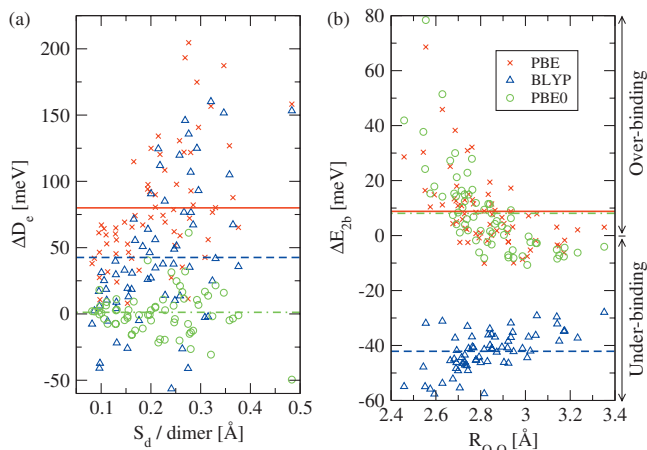 (a)
200
150
100
50
0
-50
ΔD_e [meV]
0.1 0.2 0.3 0.4 0.5
S_d / dimer [Å]
(b)
80
60
40
20
0
-20
-40
-60
ΔE_2b [meV]
2.4 2.6 2.8 3.0 3.2 3.4
R_O-O [Å]
PBE
BLYP
PBE0
Over-binding
Under-binding